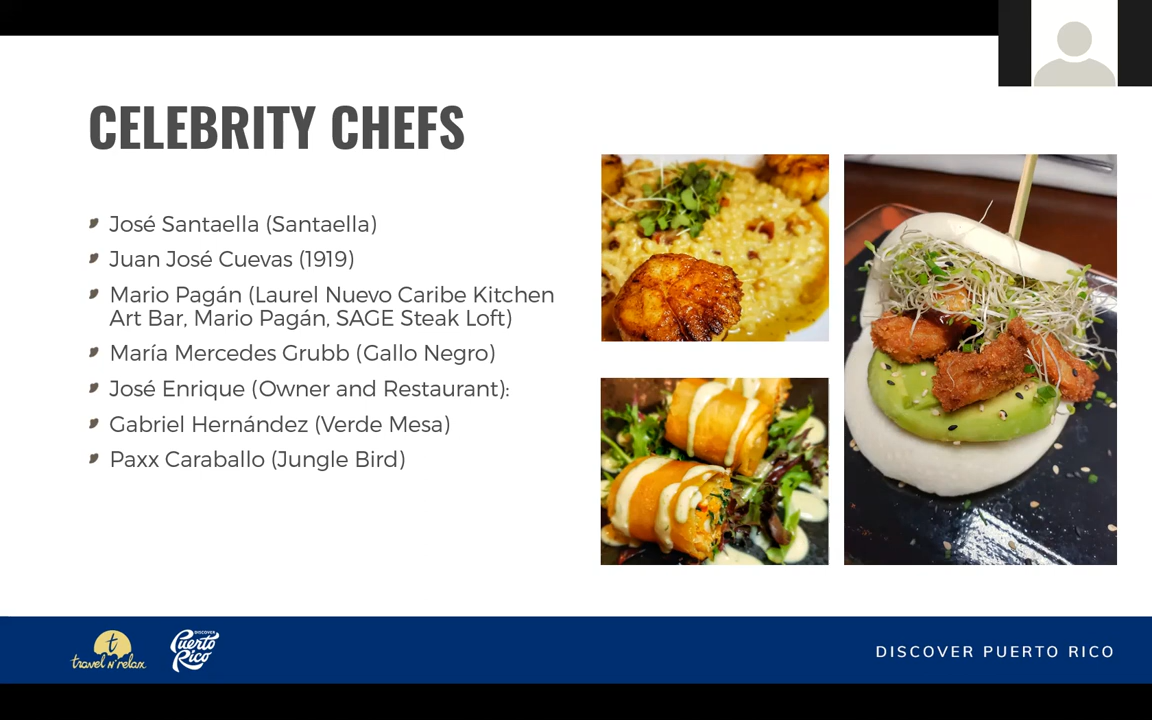 CELEBRITY CHEFS
José Santaella (Santaella)
Juan José Cuevas (1919)
Mario Pagán (Laurel Nuevo Caribe Kitchen
Art Bar, Mario Pagán, SAGE Steak Loft)
María Mercedes Grubb (Gallo Negro)
José Enrique (Owner and Restaurant):
Gabriel Hernández (Verde Mesa)
Paxx Caraballo (Jungle Bird)
t
travel n' relax
DISCOVER
Puerto
Rico
DISCOVER PUERTO RICO